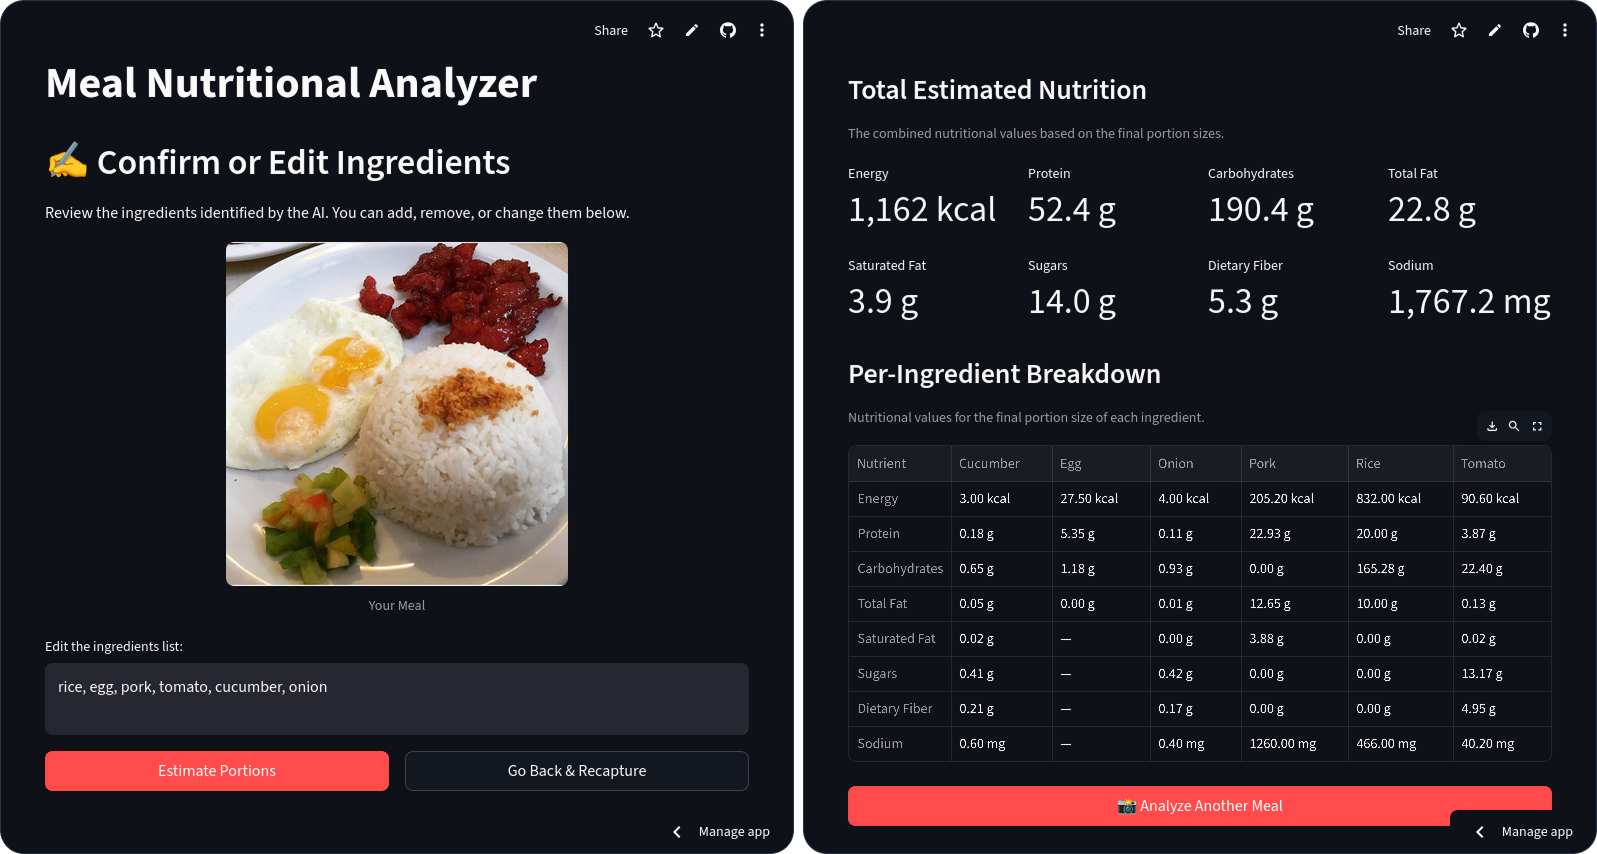 Share
Meal Nutritional Analyzer
✍️ Confirm or Edit Ingredients
Review the ingredients identified by the AI. You can add, remove, or change them below.
Your Meal
Edit the ingredients list:
rice, egg, pork, tomato, cucumber, onion
Estimate Portions
Go Back & Recapture
Manage app
Share
Total Estimated Nutrition
The combined nutritional values based on the final portion sizes.
Energy Protein Carbohydrates Total Fat
1,162 kcal 52.4 g 190.4 g 22.8 g
Saturated Fat Sugars Dietary Fiber Sodium
3.9 g 14.0 g 5.3 g 1,767.2 mg
Per-Ingredient Breakdown
Nutritional values for the final portion size of each ingredient.
Nutrient Cucumber Egg Onion Pork Rice Tomato
Energy 3.00 kcal 27.50 kcal 4.00 kcal 205.20 kcal 832.00 kcal 90.60 kcal
Protein 0.18 g 5.35 g 0.11 g 22.93 g 20.00 g 3.87 g
Carbohydrates 0.65 g 1.18 g 0.93 g 0.00 g 165.28 g 22.40 g
Total Fat 0.05 g 0.00 g 0.01 g 12.65 g 10.00 g 0.13 g
Saturated Fat 0.02 g — 0.00 g 3.88 g 0.00 g 0.02 g
Sugars 0.41 g — 0.42 g 0.00 g 0.00 g 13.17 g
Dietary Fiber 0.21 g — 0.17 g 0.00 g 0.00 g 4.95 g
Sodium 0.60 mg — 0.40 mg 1260.00 mg 466.00 mg 40.20 mg
📸 Analyze Another Meal
Manage app